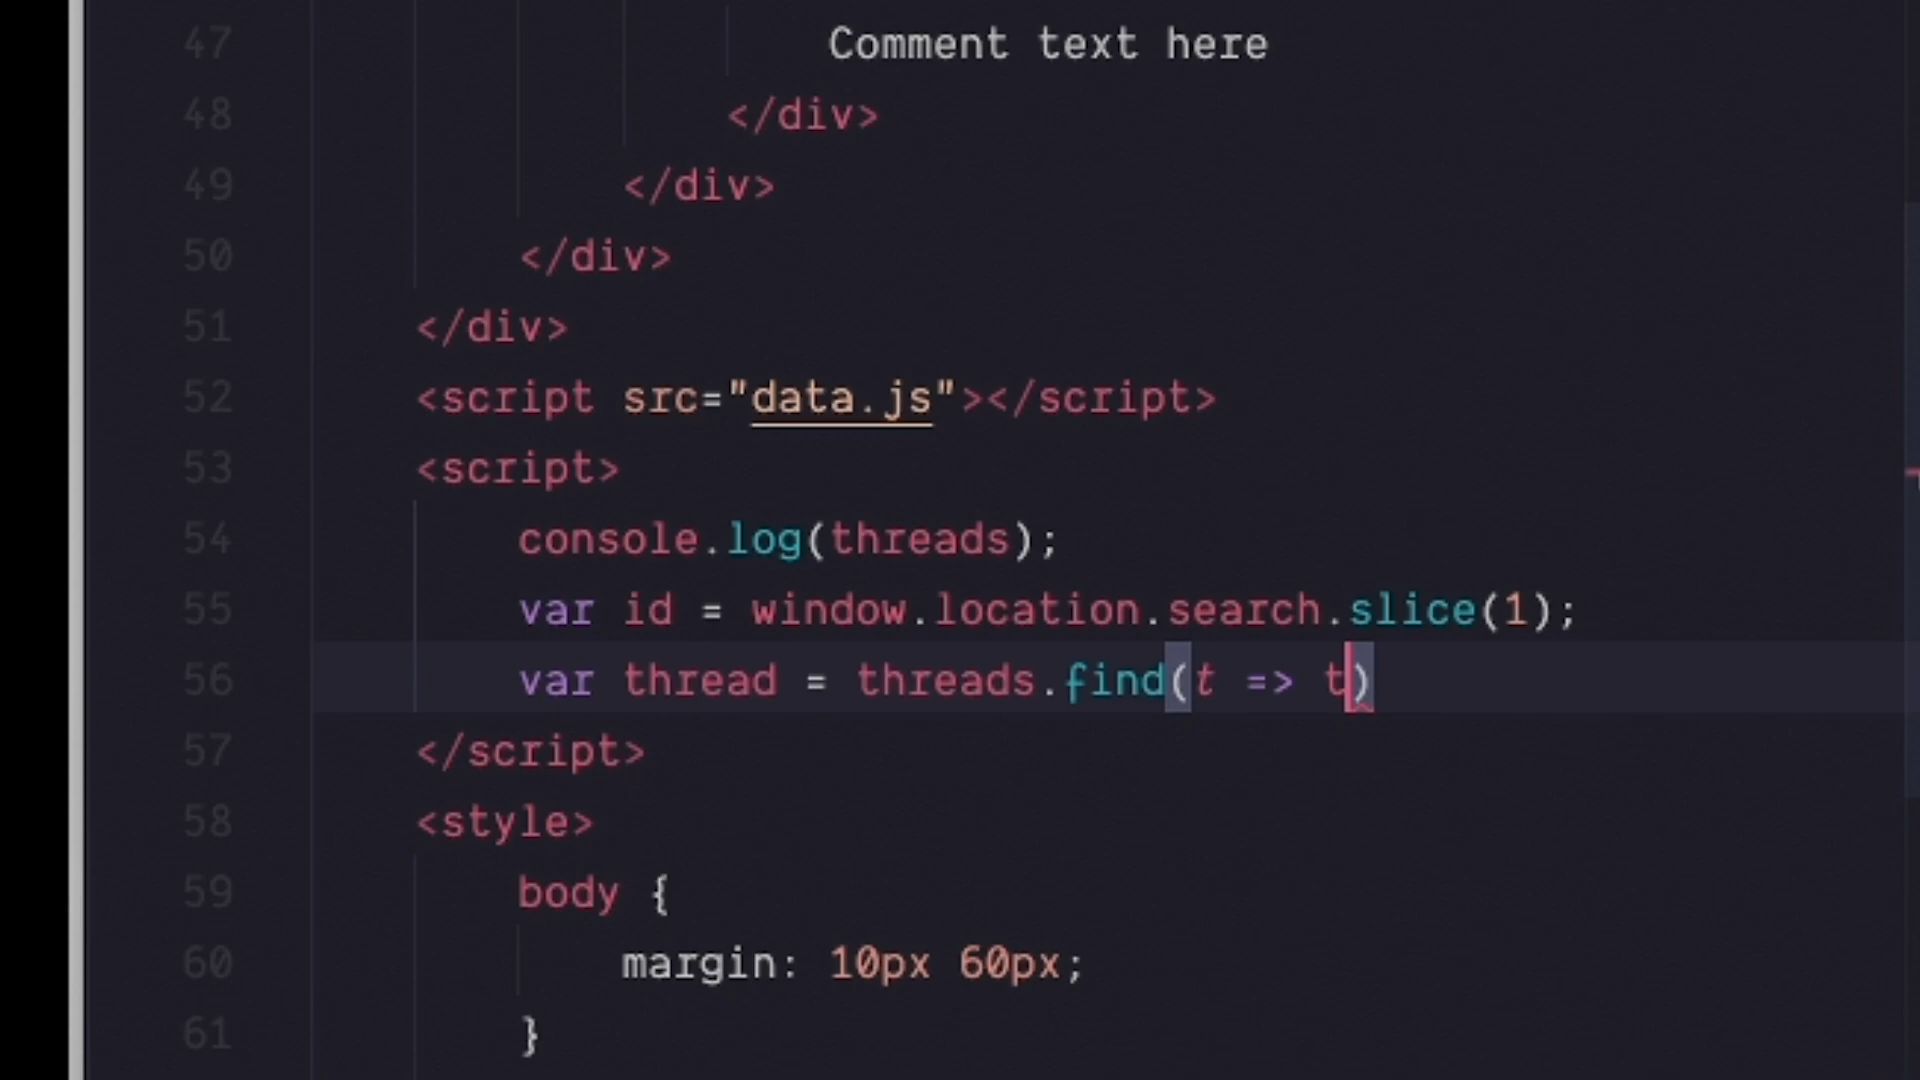 47 Comment text here
48 </div>
49 </div>
50 </div>
51 </div>
52 <script src="data.js"></script>
53 <script>
54 console.log(threads);
55 var id = window.location.search.slice(1);
56 var thread = threads.find(t => t)
57 </script>
58 <style>
59 body {
60 margin: 10px 60px;
61 }